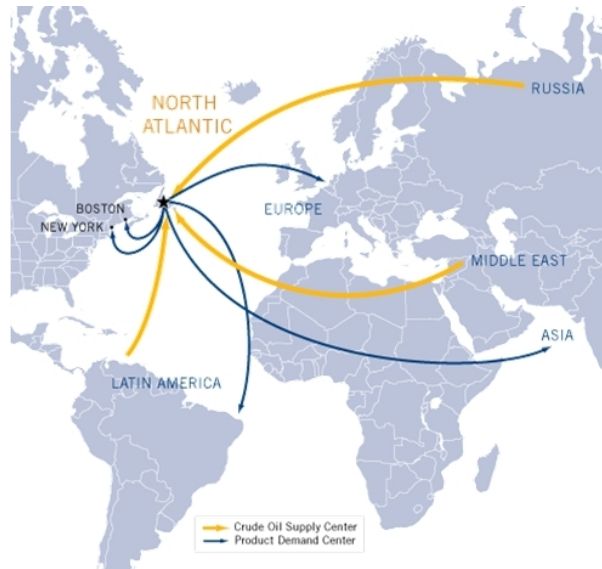 RUSSIA
NORTH
ATLANTIC
BOSTON
EUROPE
NEW YORK
MIDDLE EAST
ASIA
LATIN AMERICA
Crude Oil Supply Center
Product Demand Center